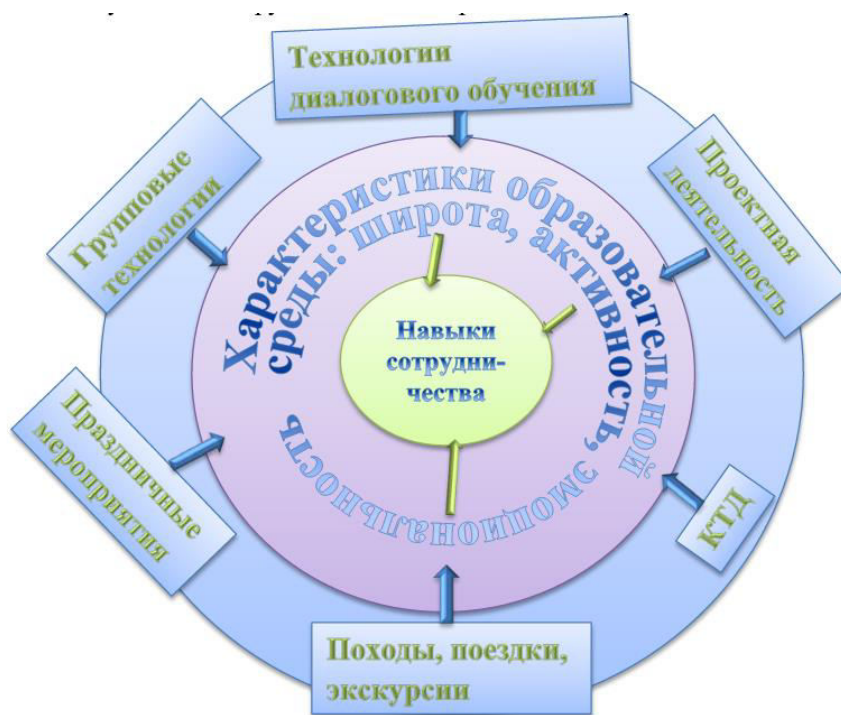 Технологии
диалогового обучения
Групповые
технологии
Проектная
деятельность
Характеристики образовательной
среды: широта, активность, эмоциональность
Навыки
сотрудни-
чества
Праздничные
мероприятия
КТД
Походы, поездки,
экскурсии